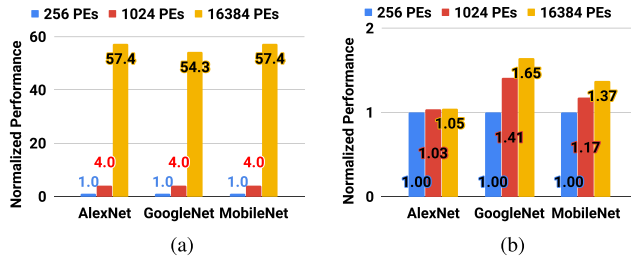 256 PEs 1024 PEs 16384 PEs
Normalized Performance
60
40
20
0
1.0 4.0 57.4
1.0 4.0 54.3
1.0 4.0 57.4
AlexNet GoogleNet MobileNet
(a)
256 PEs 1024 PEs 16384 PEs
Normalized Performance
2
1
0
1.00 1.03 1.05
1.00 1.41 1.65
1.00 1.17 1.37
AlexNet GoogleNet MobileNet
(b)